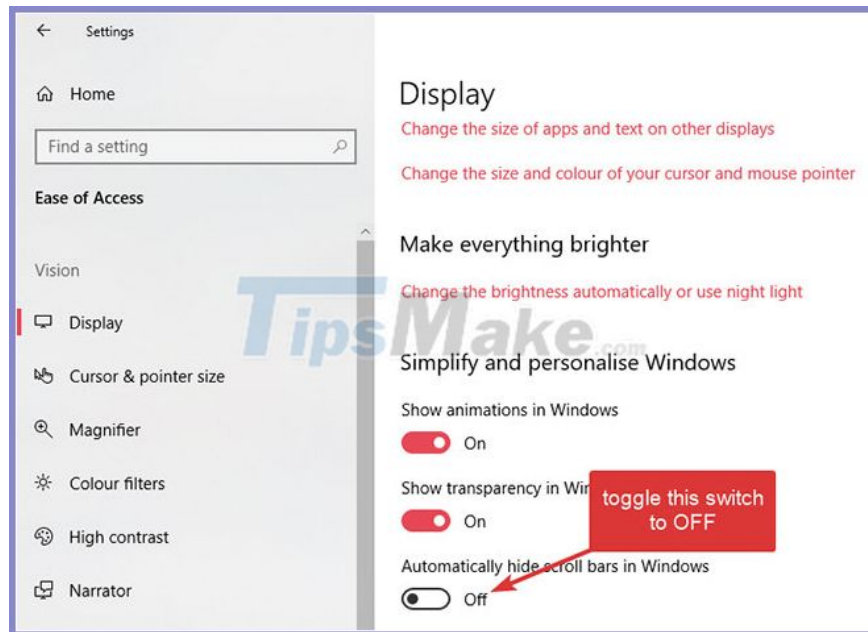 Settings
Home
Find a setting
Ease of Access
Vision
Display
Cursor & pointer size
Magnifier
Colour filters
High contrast
Narrator
Display
Change the size of apps and text on other displays
Change the size and colour of your cursor and mouse pointer
Make everything brighter
Change the brightness automatically or use night light
TipsMake.com
Simplify and personalise Windows
Show animations in Windows
On
Show transparency in Win
On
toggle this switch
to OFF
Automatically hide scroll bars in Windows
Off